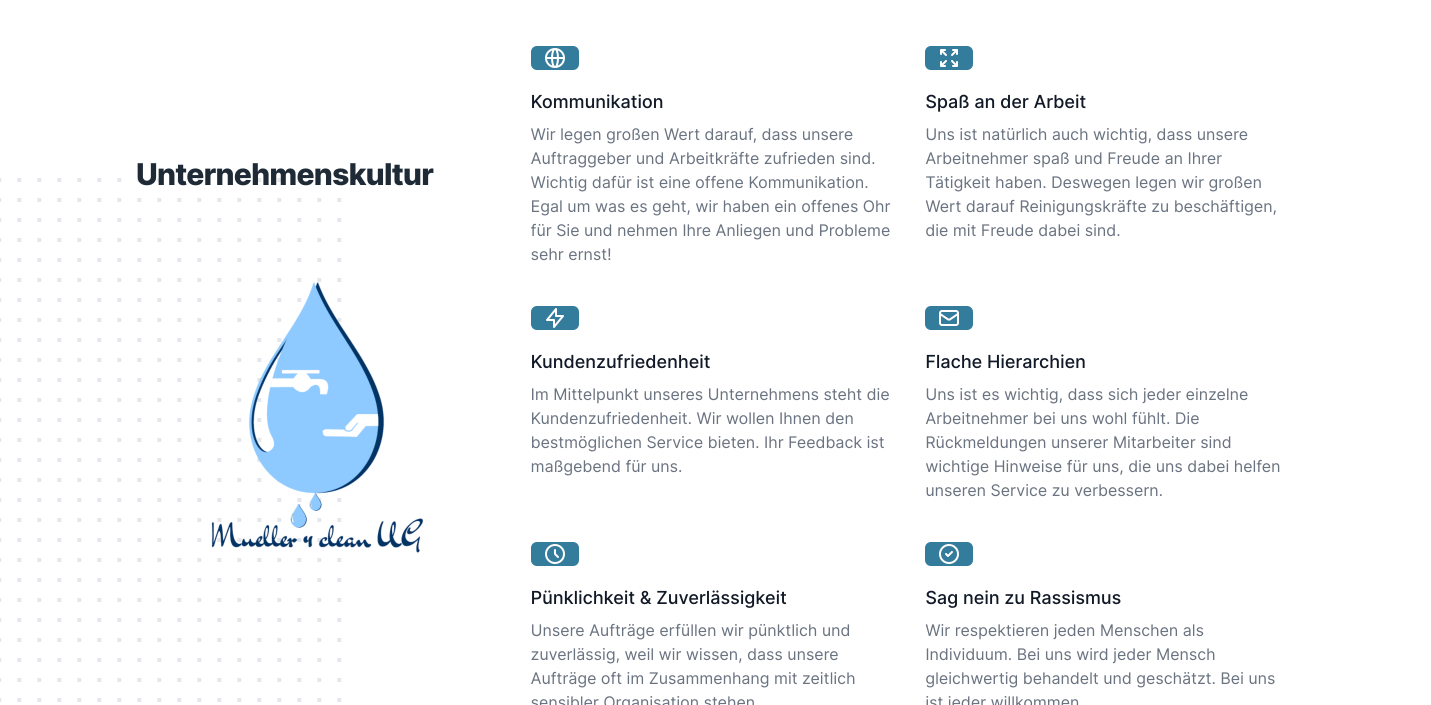 Unternehmenskultur
Mueller 4 clean UG
Kommunikation
Wir legen großen Wert darauf, dass unsere
Auftraggeber und Arbeitkräfte zufrieden sind.
Wichtig dafür ist eine offene Kommunikation.
Egal um was es geht, wir haben ein offenes Ohr
für Sie und nehmen Ihre Anliegen und Probleme
sehr ernst!
Spaß an der Arbeit
Uns ist natürlich auch wichtig, dass unsere
Arbeitnehmer spaß und Freude an Ihrer
Tätigkeit haben. Deswegen legen wir großen
Wert darauf Reinigungskräfte zu beschäftigen,
die mit Freude dabei sind.
Kundenzufriedenheit
Im Mittelpunkt unseres Unternehmens steht die
Kundenzufriedenheit. Wir wollen Ihnen den
bestmöglichen Service bieten. Ihr Feedback ist
maßgebend für uns.
Flache Hierarchien
Uns ist es wichtig, dass sich jeder einzelne
Arbeitnehmer bei uns wohl fühlt. Die
Rückmeldungen unserer Mitarbeiter sind
wichtige Hinweise für uns, die uns dabei helfen
unseren Service zu verbessern.
Pünklichkeit & Zuverlässigkeit
Unsere Aufträge erfüllen wir pünktlich und
zuverlässig, weil wir wissen, dass unsere
Aufträge oft im Zusammenhang mit zeitlich
sensibler Organisation stehen.
Sag nein zu Rassismus
Wir respektieren jeden Menschen als
Individuum. Bei uns wird jeder Mensch
gleichwertig behandelt und geschätzt. Bei uns
ist jeder willkommen.